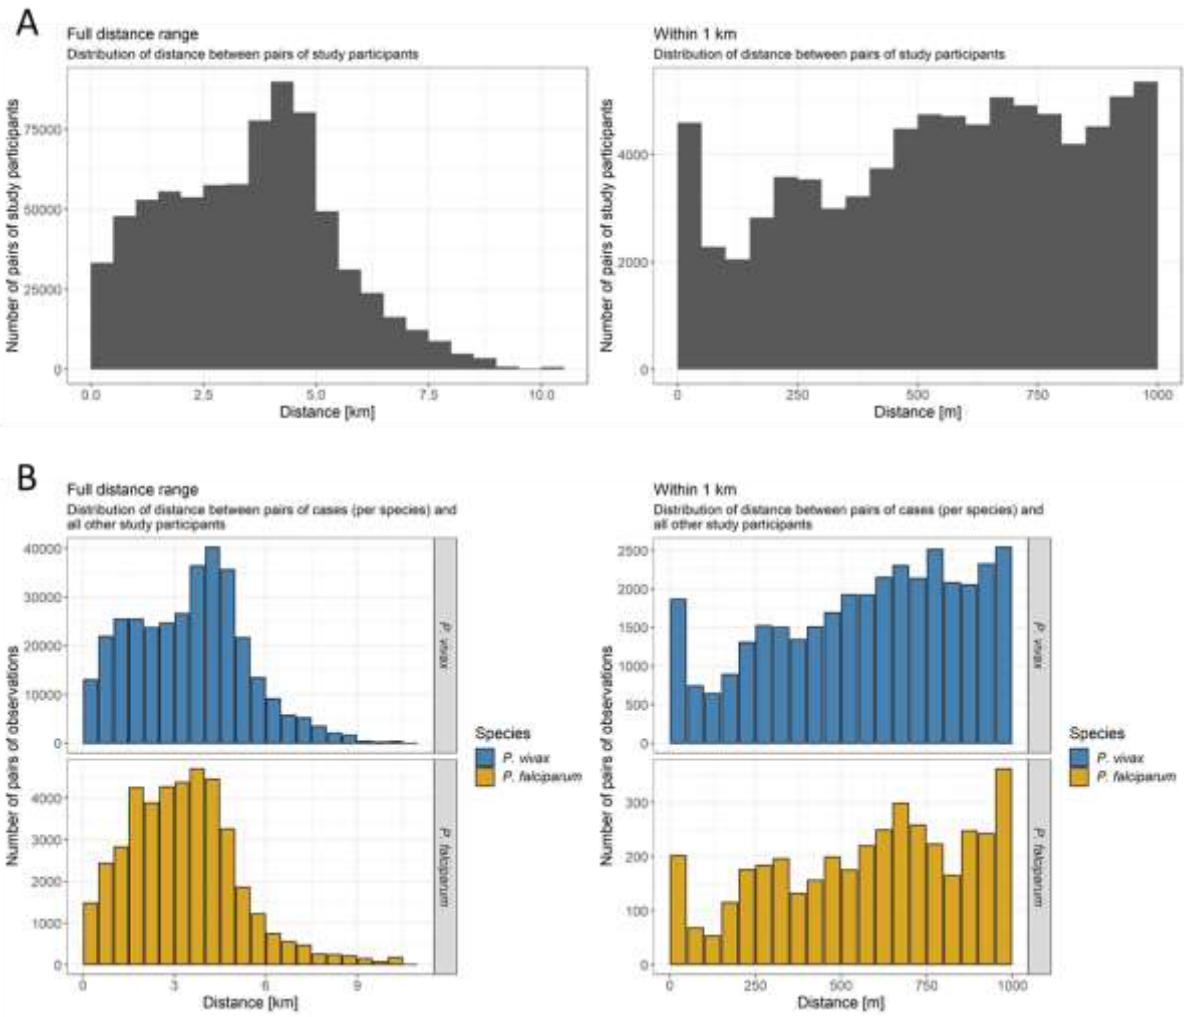 A
Full distance range
Distribution of distance between pairs of study participants
Number of pairs of study participants
75000
50000
25000
0
0.0
2.5
5.0
7.5
10.0
Distance [km]
Within 1 km
Distribution of distance between pairs of study participants
Number of pairs of study participants
4000
2000
0
0
250
500
750
1000
Distance [m]
B
Full distance range
Distribution of distance between pairs of cases (per species) and
all other study participants
Number of pairs of observations
40000
30000
20000
10000
0
P. vivax
4000
3000
2000
1000
0
P. falciparum
0
3
6
9
Distance [km]
Species
P. vivax
P. falciparum
Within 1 km
Distribution of distance between pairs of cases (per species) and
all other study participants
Number of pairs of observations
2500
2000
1500
1000
500
0
P. vivax
300
200
100
0
P. falciparum
0
250
500
750
1000
Distance [m]
Species
P. vivax
P. falciparum